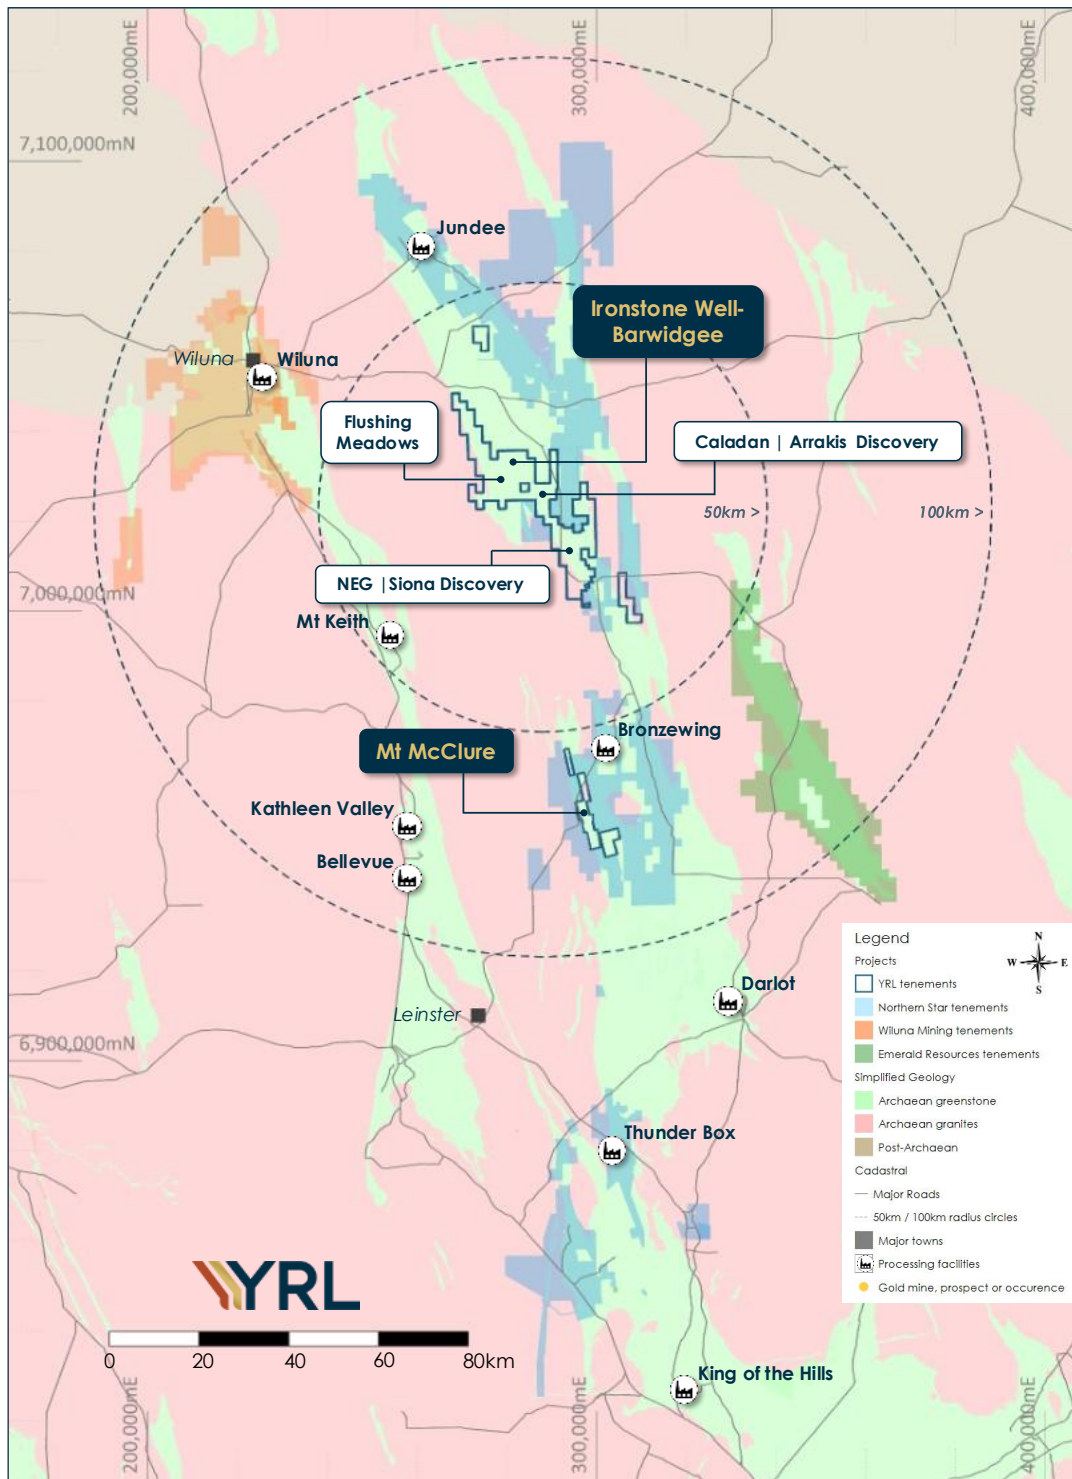 200,000mE
300,000mE
400,000mE
7,100,000mN
Jundee
Ironstone Well-
Barwidgee
Wiluna
Wiluna
Flushing
Meadows
Caladan | Arrakis Discovery
50km >
100km >
NEG |Siona Discovery
7,000,000mN
Mt Keith
Bronzewing
Mt McClure
Kathleen Valley
Bellevue
Darlot
Leinster
6,900,000mN
Thunder Box
King of the Hills
Legend
N
W
E
S
Projects
YRL tenements
Northern Star tenements
Wiluna Mining tenements
Emerald Resources tenements
Simplified Geology
Archaean greenstone
Archaean granites
Post-Archaean
Cadastral
Major Roads
50km / 100km radius circles
Major towns
Processing facilities
Gold mine, prospect or occurence
YRL
0 20 40 60 80km
200,000mE
300,000mE
400,000mE